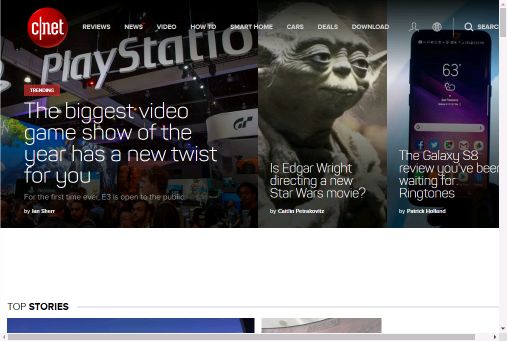 c|net
REVIEWS NEWS VIDEO HOW TO SMART HOME CARS DEALS DOWNLOAD SEARC
PlayStation
TRENDING
The biggest video
game show of the
year has a new twist
for you
For the first time ever, E3 is open to the public.
by Ian Sherr
GT
Is Edgar Wright
directing a new
Star Wars movie?
by Caitlin Petrakovitz
63°
The Galaxy S8
review you've been
waiting for:
Ringtones
by Patrick Holland
TOP STORIES